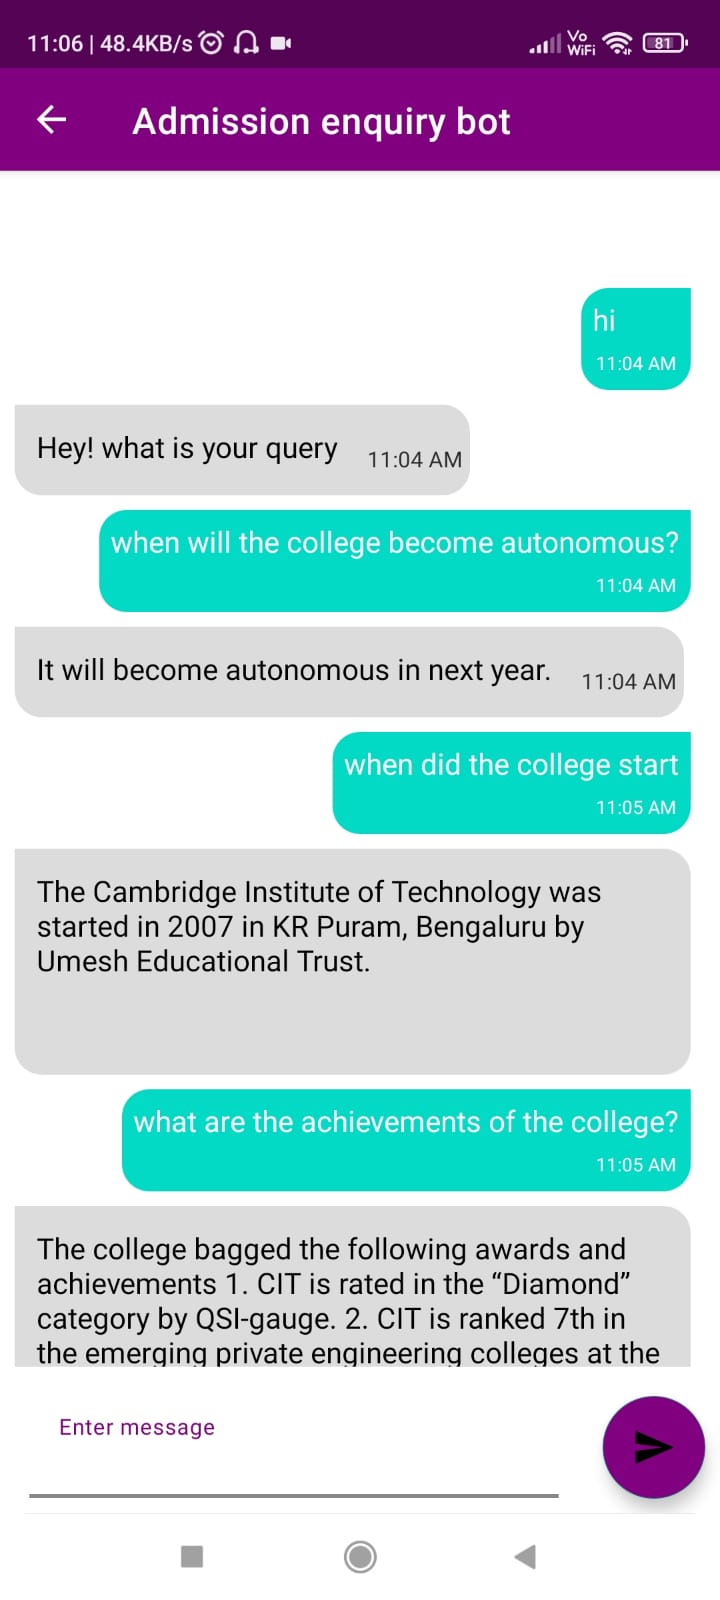 11:06 | 48.4KB/s Vo WiFi 81
Admission enquiry bot
hi
11:04 AM
Hey! what is your query 11:04 AM
when will the college become autonomous?
11:04 AM
It will become autonomous in next year. 11:04 AM
when did the college start
11:05 AM
The Cambridge Institute of Technology was
started in 2007 in KR Puram, Bengaluru by
Umesh Educational Trust.
what are the achievements of the college?
11:05 AM
The college bagged the following awards and
achievements 1. CIT is rated in the “Diamond”
category by QSI-gauge. 2. CIT is ranked 7th in
the emerging private engineering colleges at the
Enter message